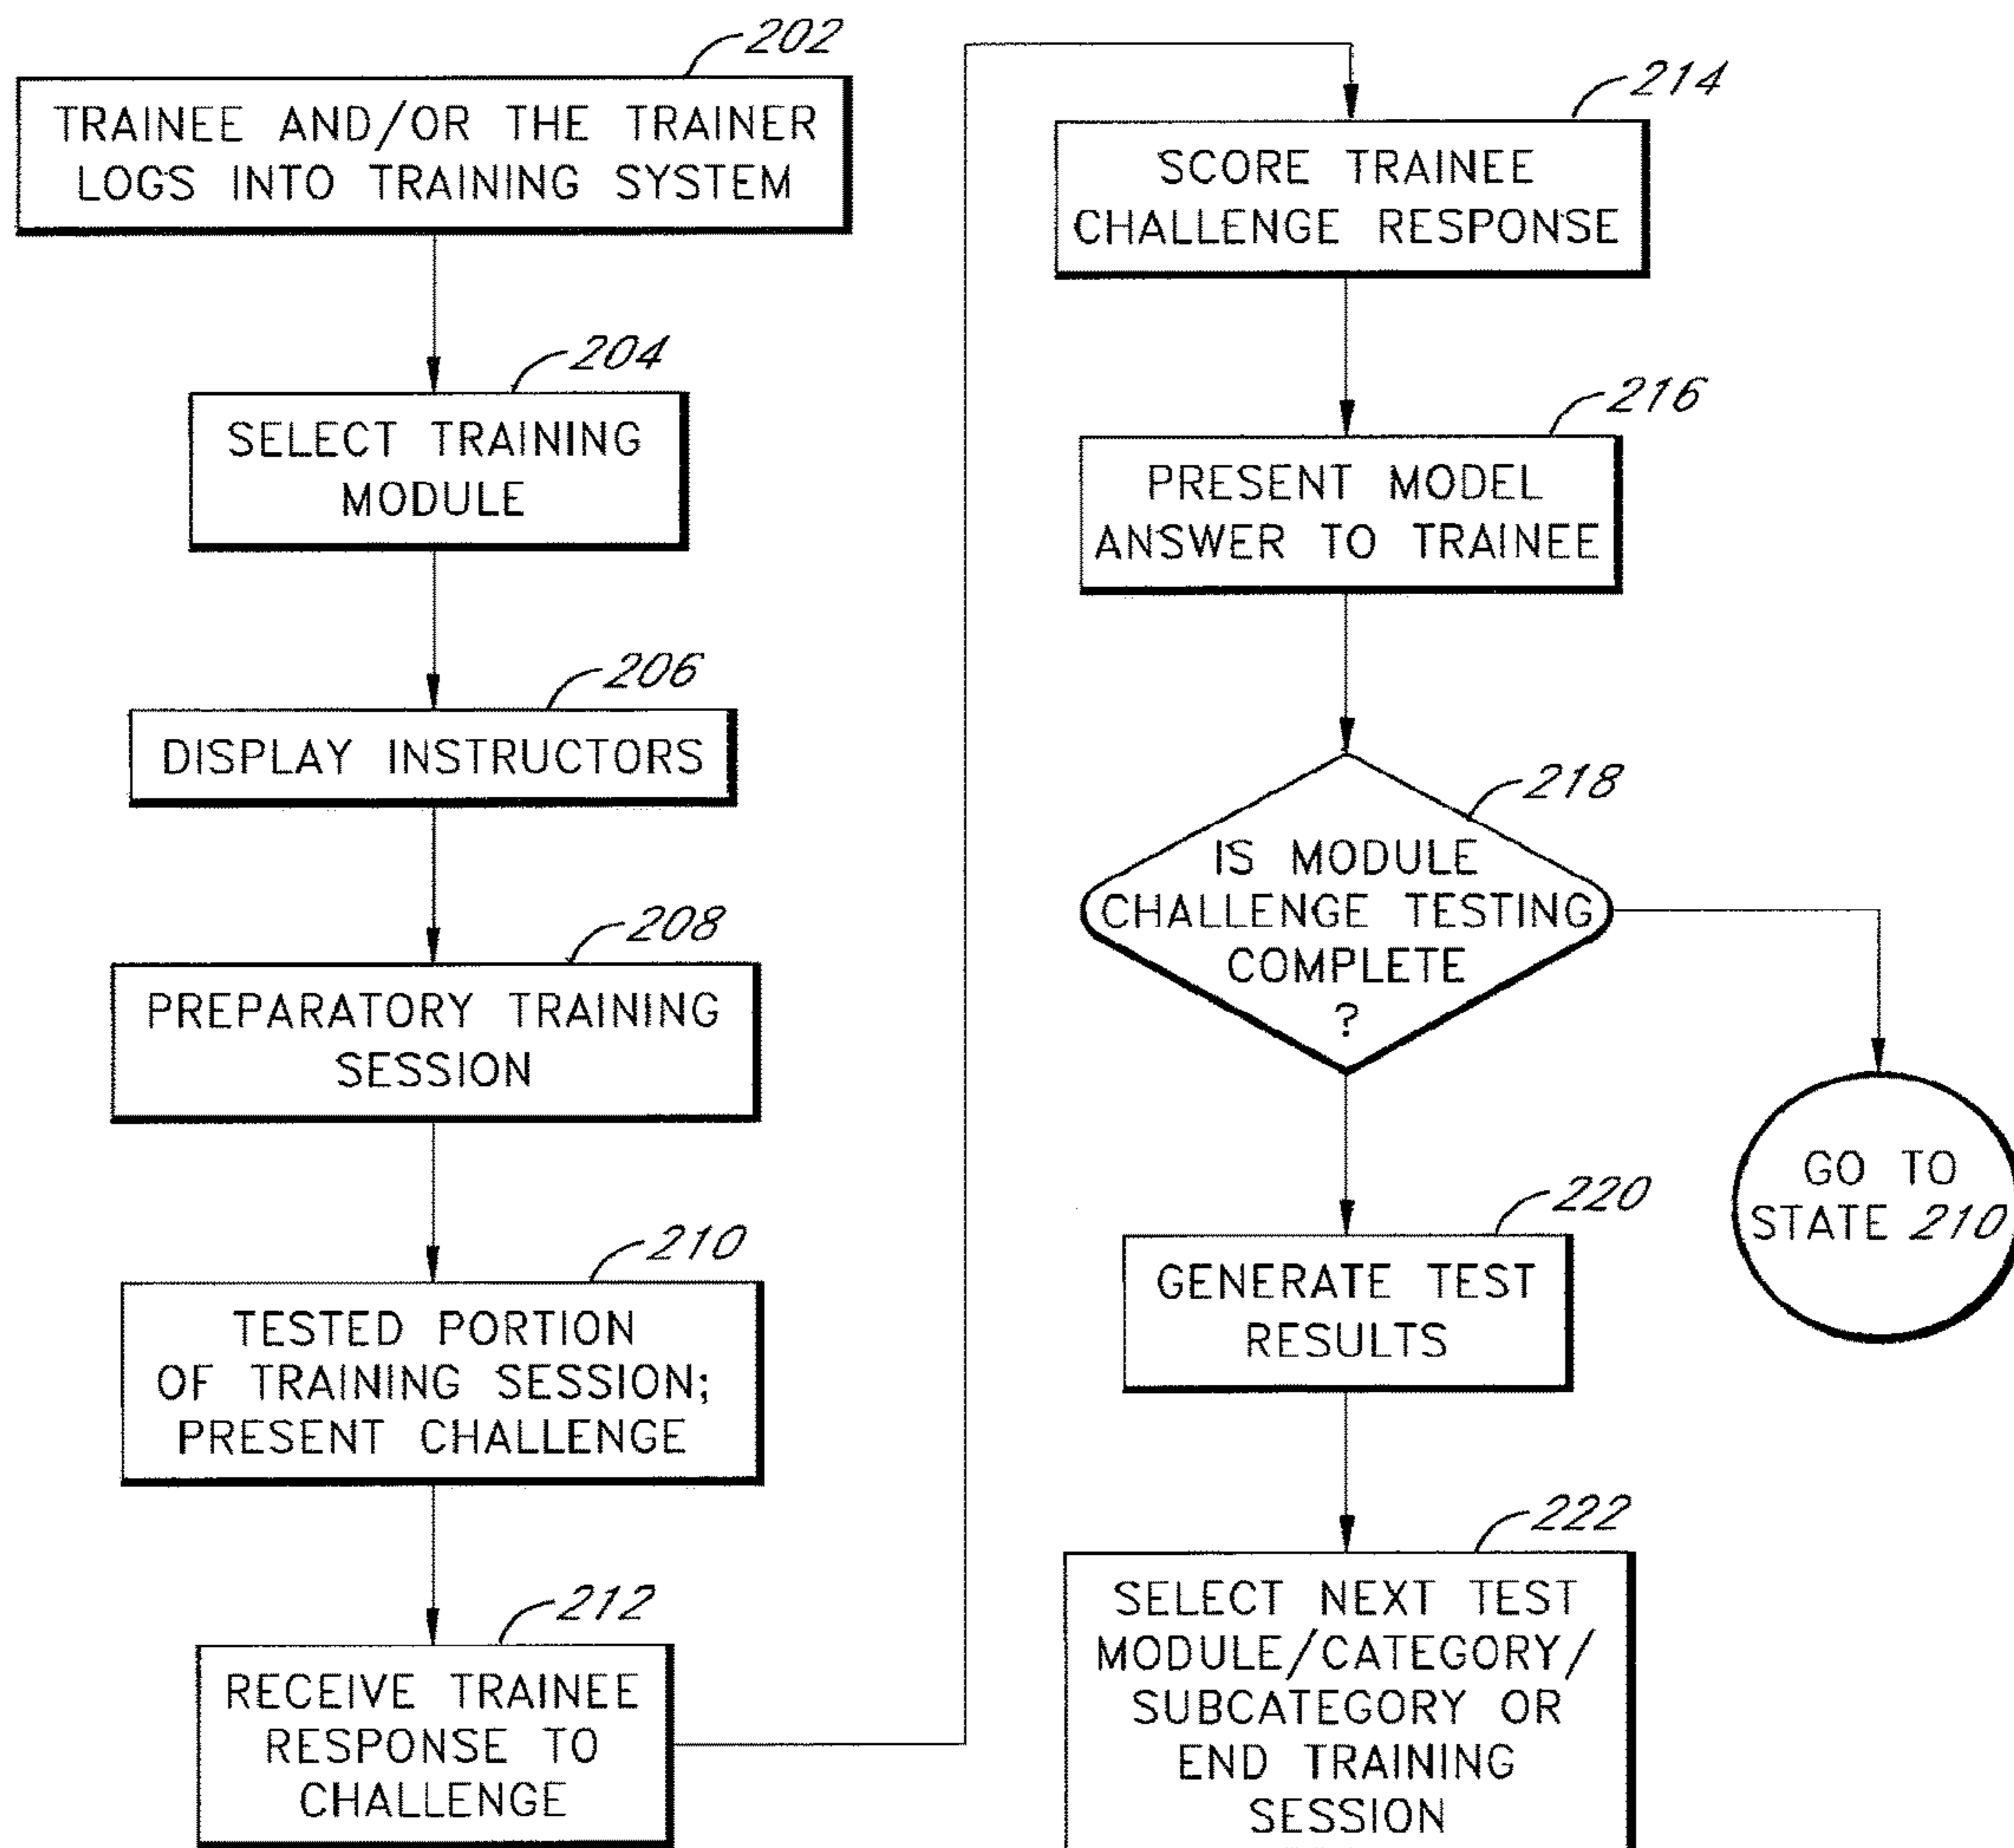 202
TRAINEE AND/OR THE TRAINER
LOGS INTO TRAINING SYSTEM
204
SELECT TRAINING
MODULE
206
DISPLAY INSTRUCTORS
208
PREPARATORY TRAINING
SESSION
210
TESTED PORTION
OF TRAINING SESSION;
PRESENT CHALLENGE
212
RECEIVE TRAINEE
RESPONSE TO
CHALLENGE
214
SCORE TRAINEE
CHALLENGE RESPONSE
216
PRESENT MODEL
ANSWER TO TRAINEE
218
IS MODULE
CHALLENGE TESTING
COMPLETE
?
GO TO
STATE 210
220
GENERATE TEST
RESULTS
222
SELECT NEXT TEST
MODULE/CATEGORY/
SUBCATEGORY OR
END TRAINING
SESSION